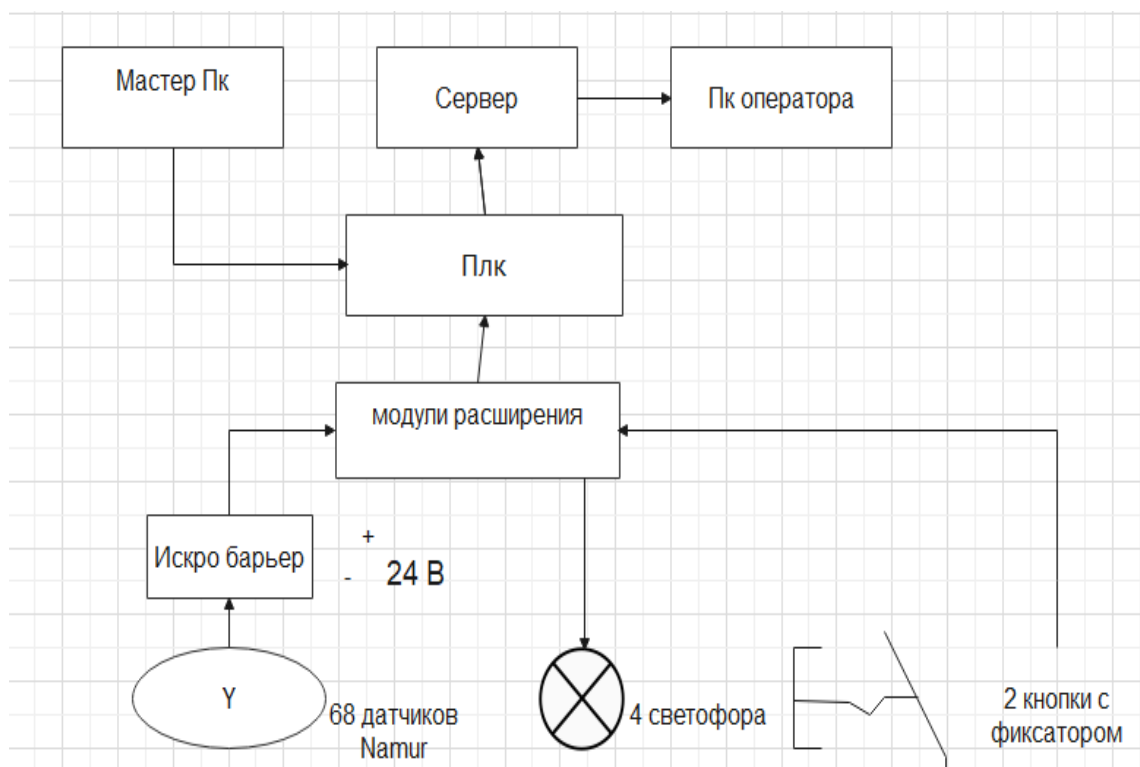 Мастер Пк
Сервер
Пк оператора
Плк
модули расширения
Искро барьер
+
- 24 В
Y
68 датчиков
Namur
4 светофора
2 кнопки с
фиксатором